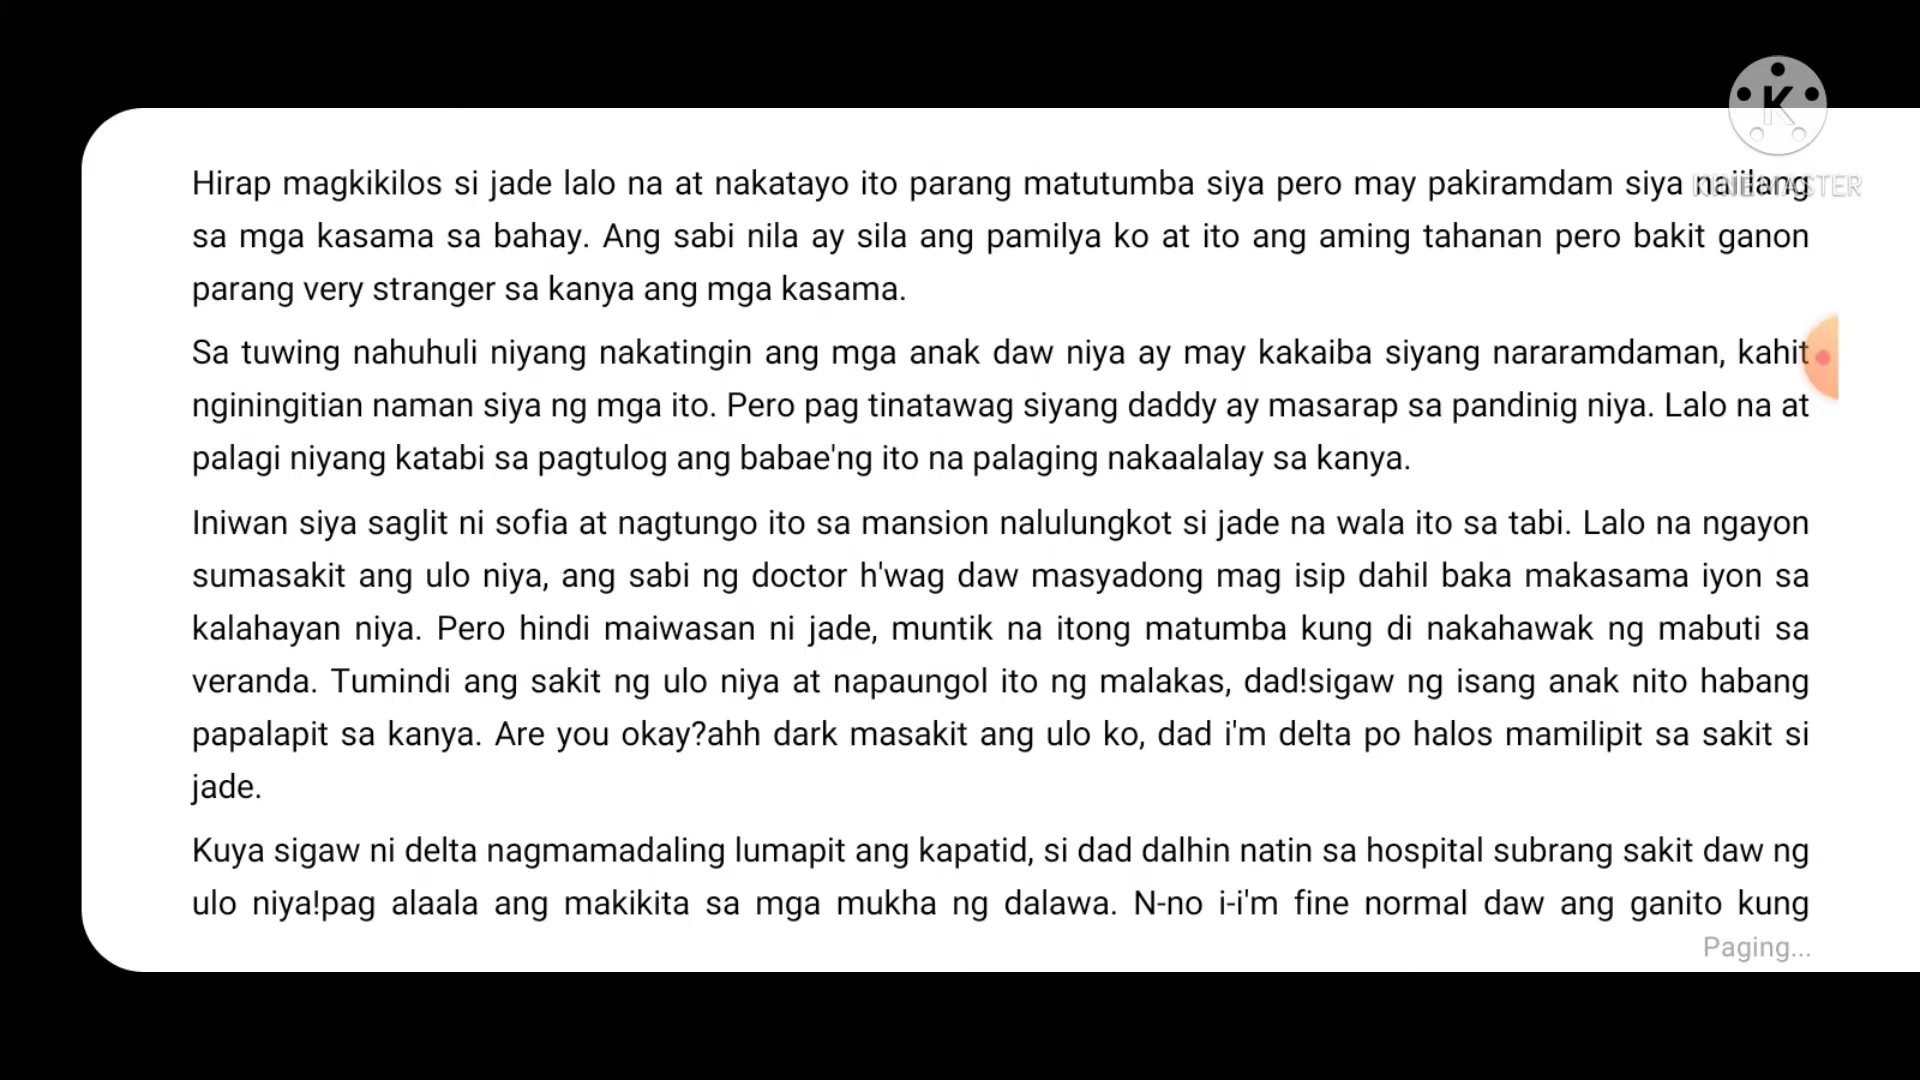 Hirap magkikilos si jade lalo na at nakatayo ito parang matutumba siya pero may pakiramdam siya naiilang
sa mga kasama sa bahay. Ang sabi nila ay sila ang pamilya ko at ito ang aming tahanan pero bakit ganon
parang very stranger sa kanya ang mga kasama.
Sa tuwing nahuhuli niyang nakatingin ang mga anak daw niya ay may kakaiba siyang nararamdaman, kahit
nginingitian naman siya ng mga ito. Pero pag tinatawag siyang daddy ay masarap sa pandinig niya. Lalo na at
palagi niyang katabi sa pagtulog ang babae'ng ito na palaging nakaalalay sa kanya.
Iniwan siya saglit ni sofia at nagtungo ito sa mansion nalulungkot si jade na wala ito sa tabi. Lalo na ngayon
sumasakit ang ulo niya, ang sabi ng doctor h'wag daw masyadong mag isip dahil baka makasama iyon sa
kalahayan niya. Pero hindi maiwasan ni jade, muntik na itong matumba kung di nakahawak ng mabuti sa
veranda. Tumindi ang sakit ng ulo niya at napaungol ito ng malakas, dad!sigaw ng isang anak nito habang
papalapit sa kanya. Are you okay?ahh dark masakit ang ulo ko, dad i'm delta po halos mamilipit sa sakit si
jade.
Kuya sigaw ni delta nagmamadaling lumapit ang kapatid, si dad dalhin natin sa hospital subrang sakit daw ng
ulo niya!pag alaala ang makikita sa mga mukha ng dalawa. N-no i-i'm fine normal daw ang ganito kung
Paging...
K
KINEMASTER